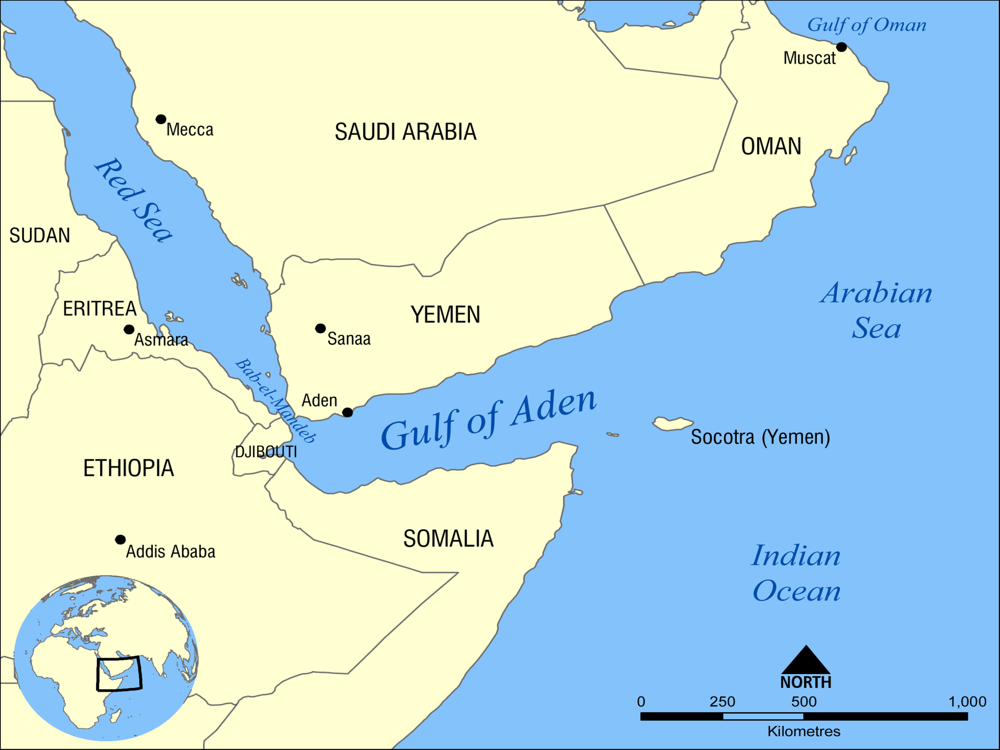 Gulf of Oman
Muscat
Mecca
SAUDI ARABIA
OMAN
Red Sea
SUDAN
Arabian
Sea
ERITREA
YEMEN
Asmara
Sanaa
Bab-el-Mandeb
Aden
Gulf of Aden
Socotra (Yemen)
DJIBOUTI
ETHIOPIA
SOMALIA
Addis Ababa
Indian
Ocean
NORTH
0 250 500 1,000
Kilometres